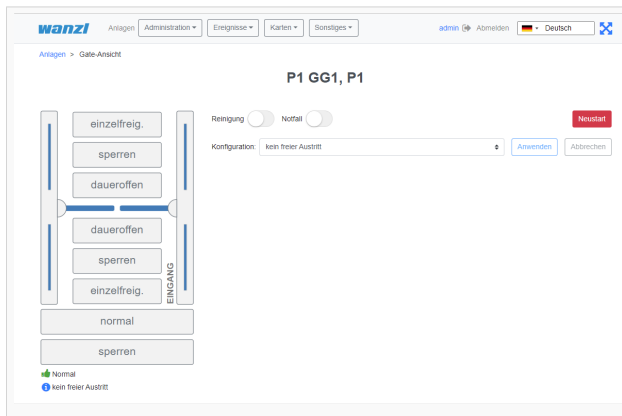 wanzl Anlagen Administration Ereignisse Karten Sonstiges admin Abmelden Deutsch
Anlagen > Gate-Ansicht
P1 GG1, P1
einzelfreig.
sperren
daueroffen
daueroffen
sperren
einzelfreig.
EINGANG
normal
sperren
Normal
kein freier Austritt
Reinigung Notfall Neustart
Konfiguration: kein freier Austritt Anwenden Abbrechen